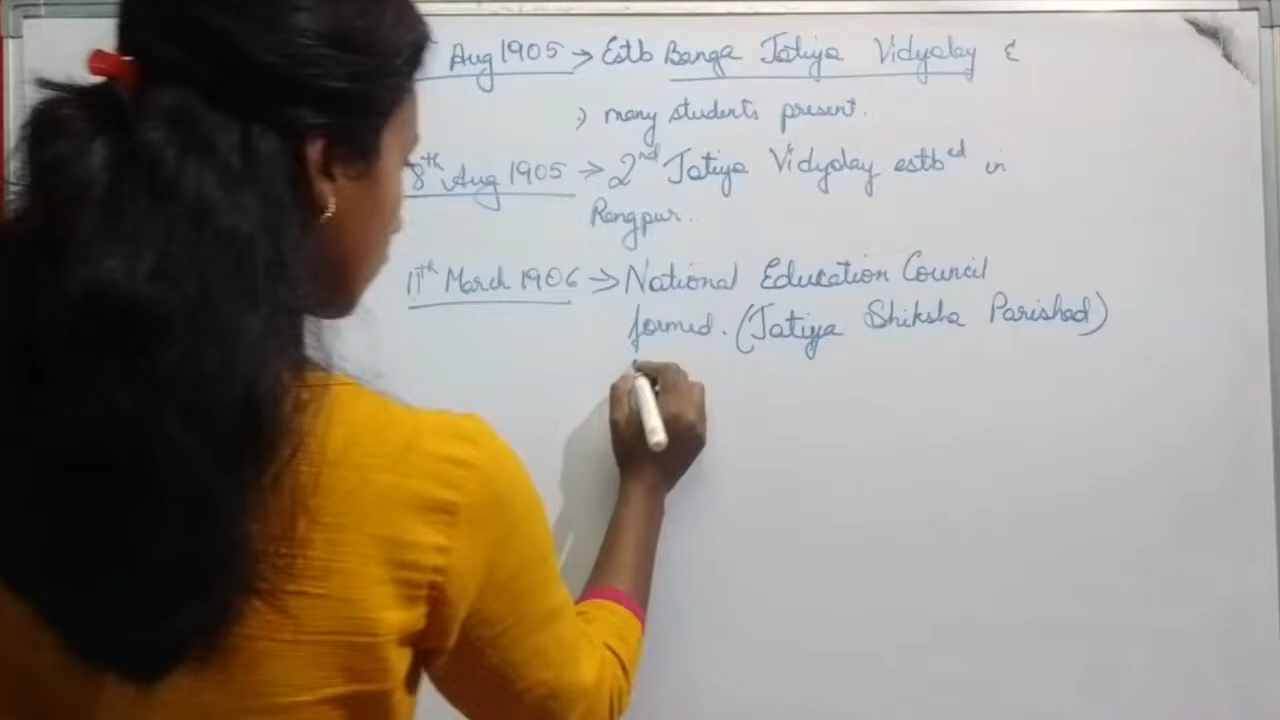 Aug 1905 → Estb Banga Jatiya Vidyalay &
→ many students present.
8th Aug 1905 → 2nd Jatiya Vidyalay estbed in
Rangpur.
11th March 1906 → National Education Council
formed. (Jatiya Shiksha Parishad)